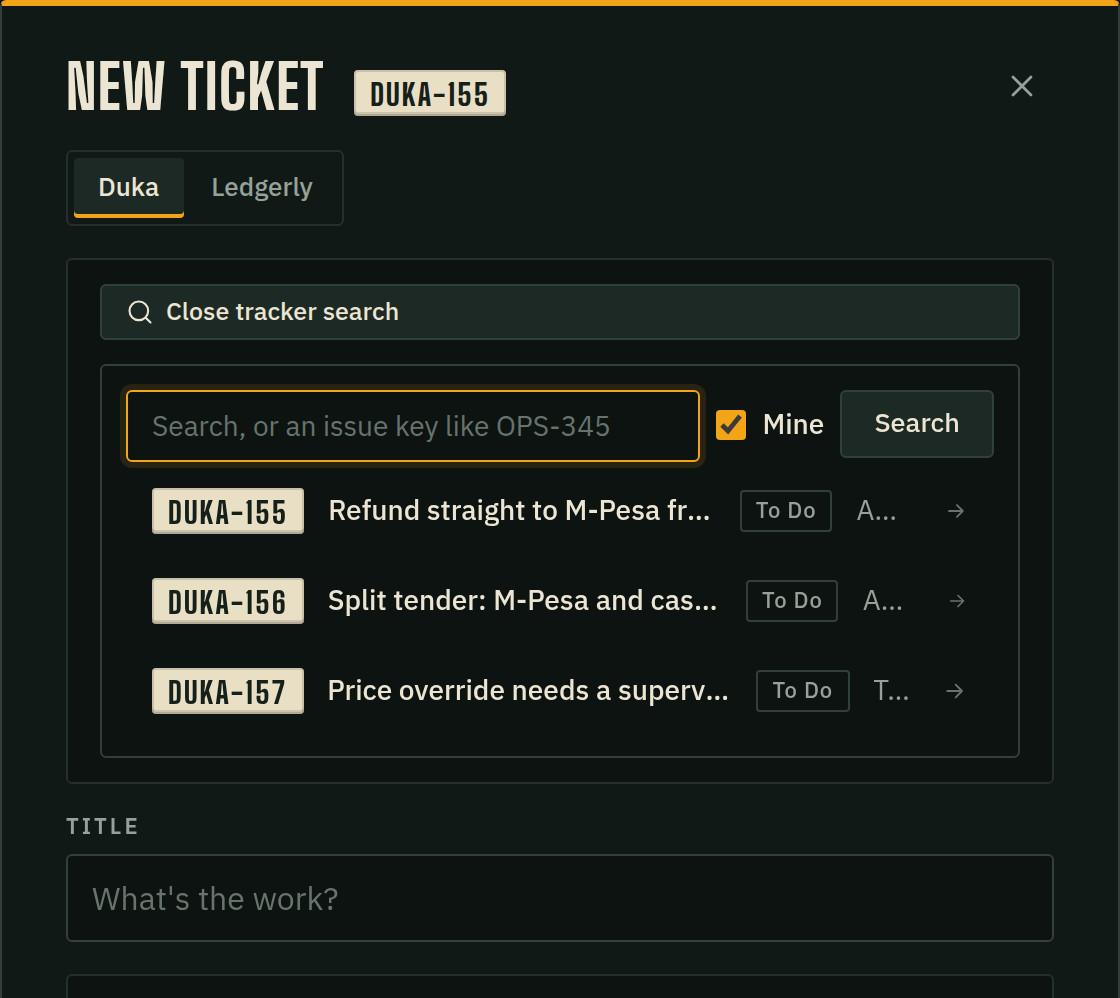 NEW TICKET DUKA-155
Duka Ledgerly
Close tracker search
Search, or an issue key like OPS-345 Mine Search
DUKA-155 Refund straight to M-Pesa fr... To Do A... →
DUKA-156 Split tender: M-Pesa and cas... To Do A... →
DUKA-157 Price override needs a superv... To Do T... →
TITLE
What's the work?